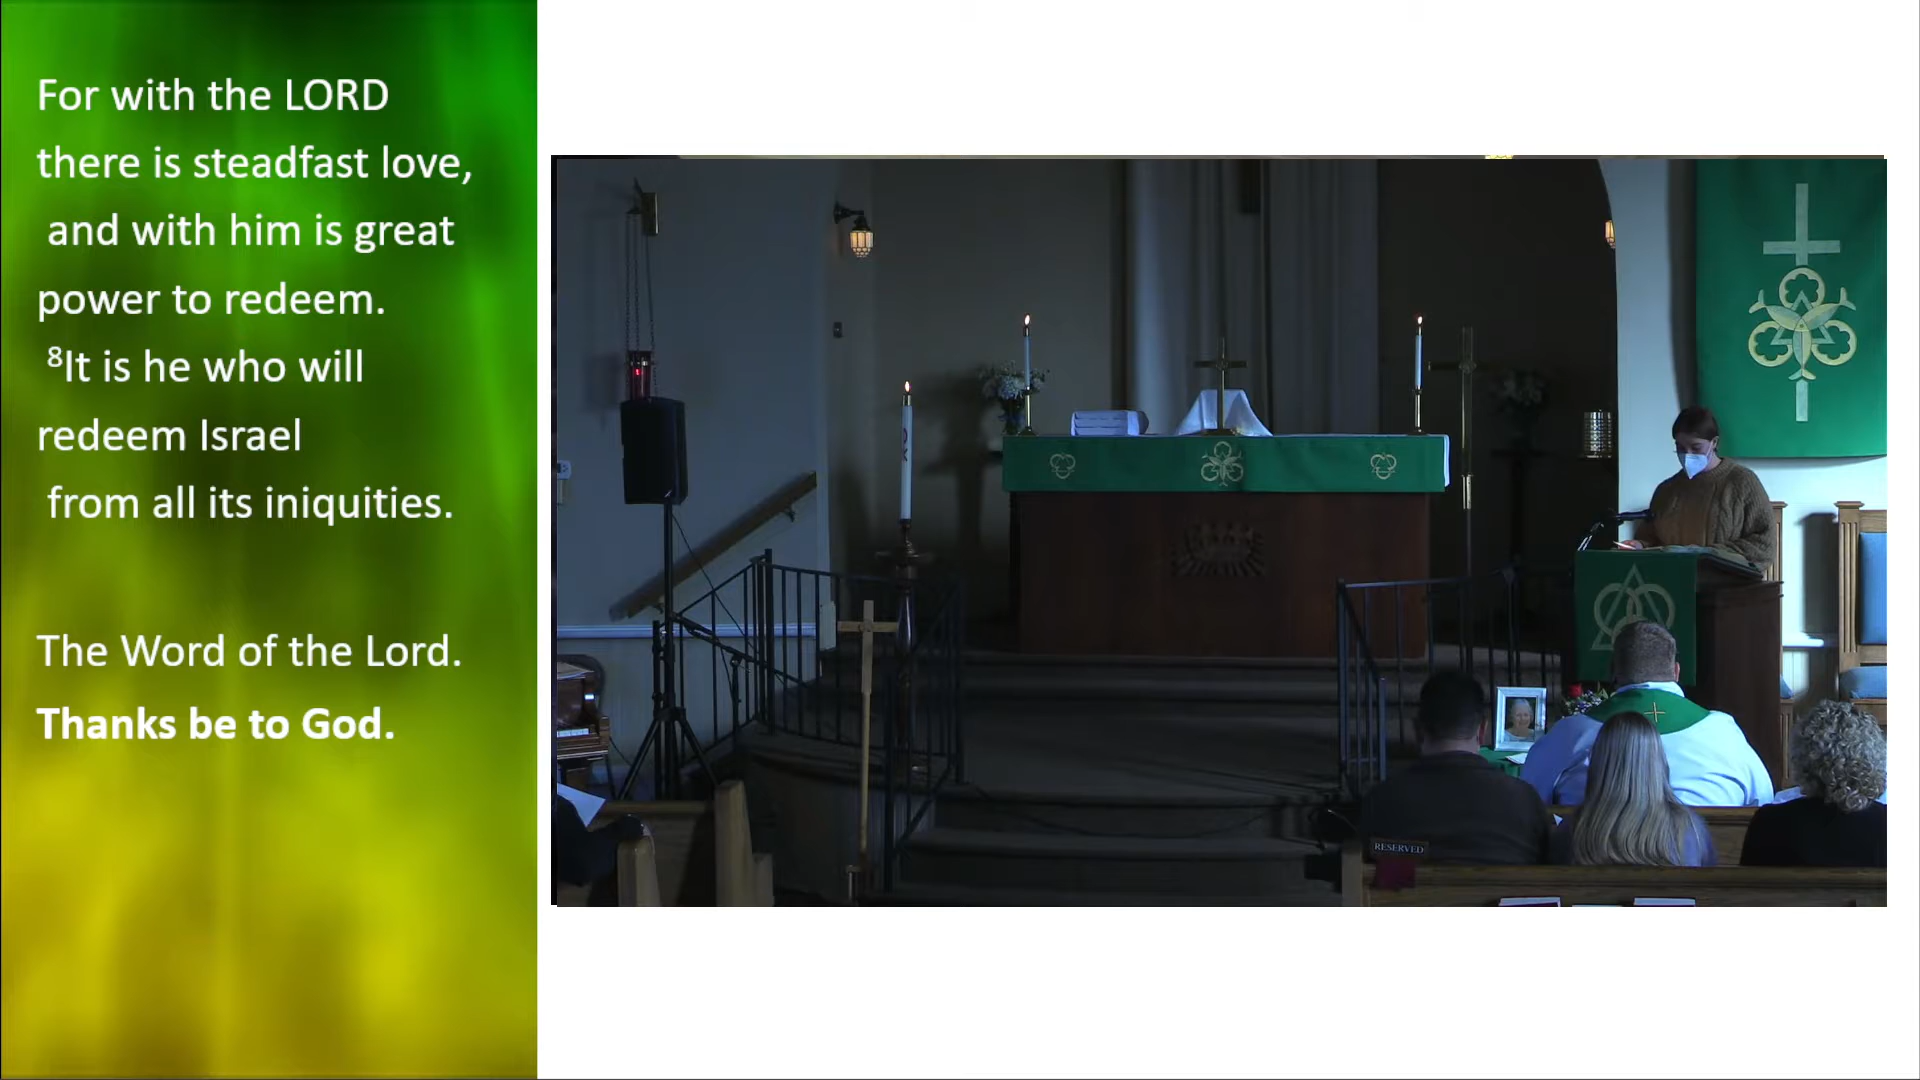 For with the LORD
there is steadfast love,
and with him is great
power to redeem.
⁸It is he who will
redeem Israel
from all its iniquities.
The Word of the Lord.
Thanks be to God.
RESERVED